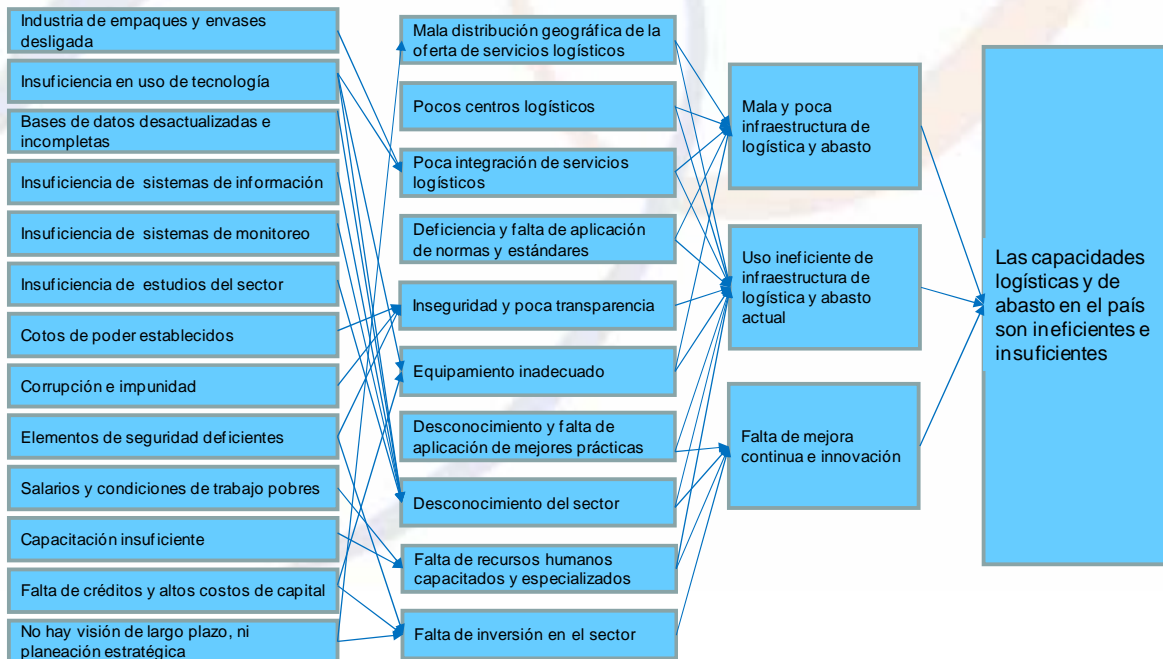 Industria de empaques y envases
desligada
Insuficiencia en uso de tecnología
Bases de datos desactualizadas e
incompletas
Insuficiencia de sistemas de información
Insuficiencia de sistemas de monitoreo
Insuficiencia de estudios del sector
Cotos de poder establecidos
Corrupción e impunidad
Elementos de seguridad deficientes
Salarios y condiciones de trabajo pobres
Capacitación insuficiente
Falta de créditos y altos costos de capital
No hay visión de largo plazo, ni
planeación estratégica
Mala distribución geográfica de la
oferta de servicios logísticos
Pocos centros logísticos
Poca integración de servicios
logísticos
Deficiencia y falta de aplicación
de normas y estándares
Inseguridad y poca transparencia
Equipamiento inadecuado
Desconocimiento y falta de
aplicación de mejores prácticas
Desconocimiento del sector
Falta de recursos humanos
capacitados y especializados
Falta de inversión en el sector
Mala y poca
infraestructura de
logística y abasto
Uso ineficiente de
infraestructura de
logística y abasto
actual
Falta de mejora
continua e innovación
Las capacidades
logísticas y de
abasto en el país
son ineficientes e
insuficientes